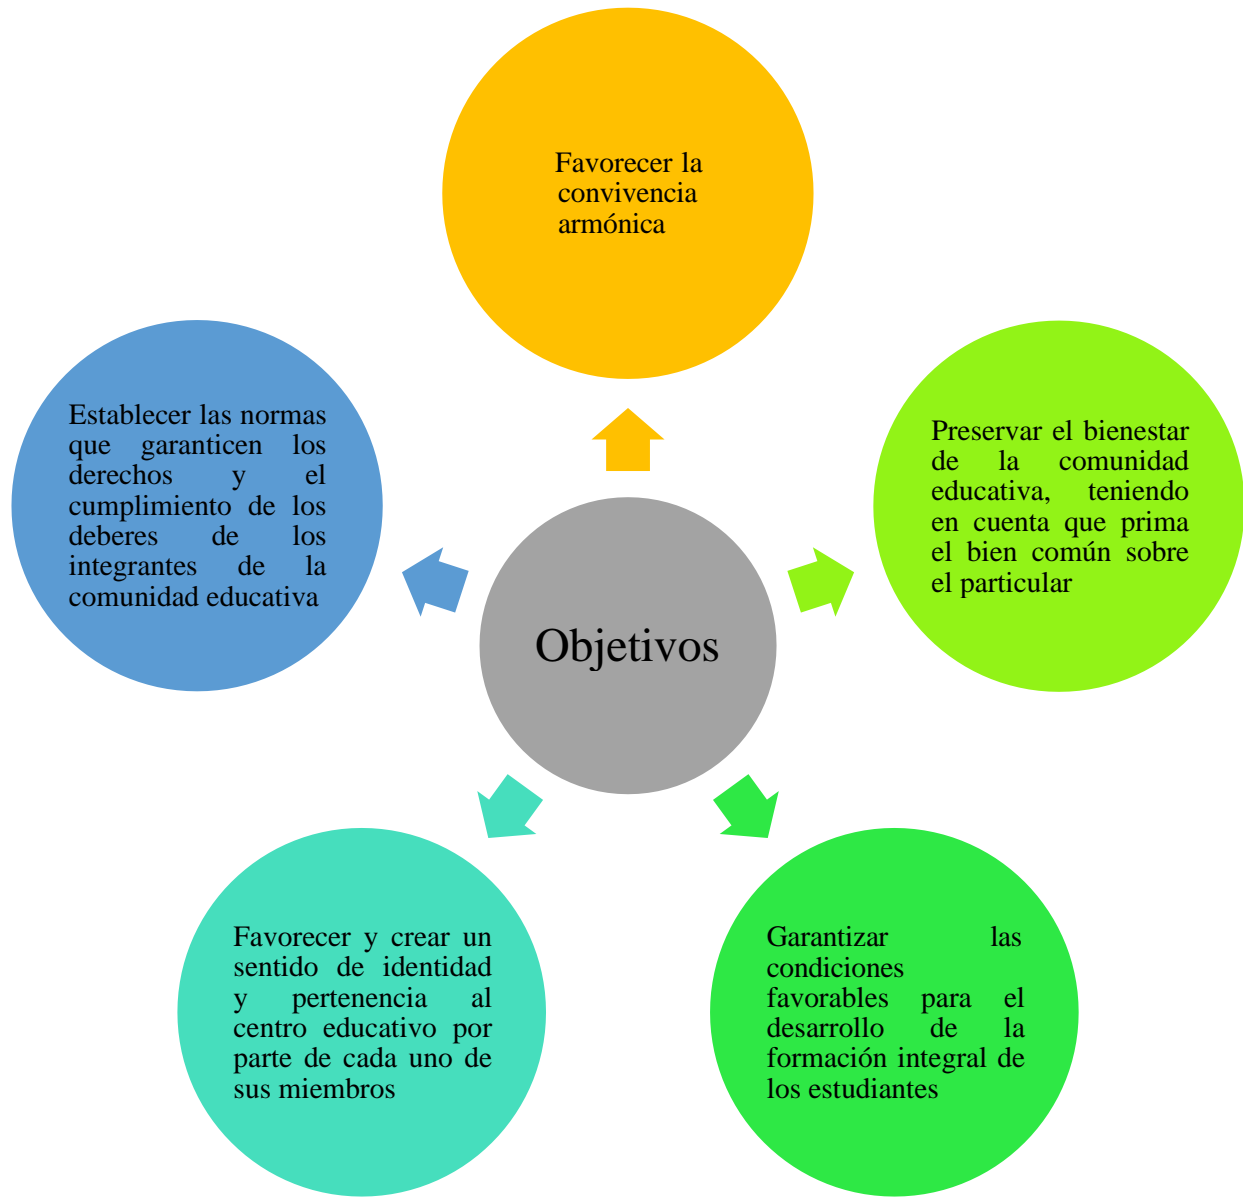 Favorecer la
convivencia
armónica
Establecer las normas
que garanticen los
derechos y el
cumplimiento de los
deberes de los
integrantes de la
comunidad educativa
Preservar el bienestar
de la comunidad
educativa, teniendo
en cuenta que prima
el bien común sobre
el particular
Objetivos
Favorecer y crear un
sentido de identidad
y pertenencia al
centro educativo por
parte de cada uno de
sus miembros
Garantizar las
condiciones
favorables para el
desarrollo de la
formación integral de
los estudiantes